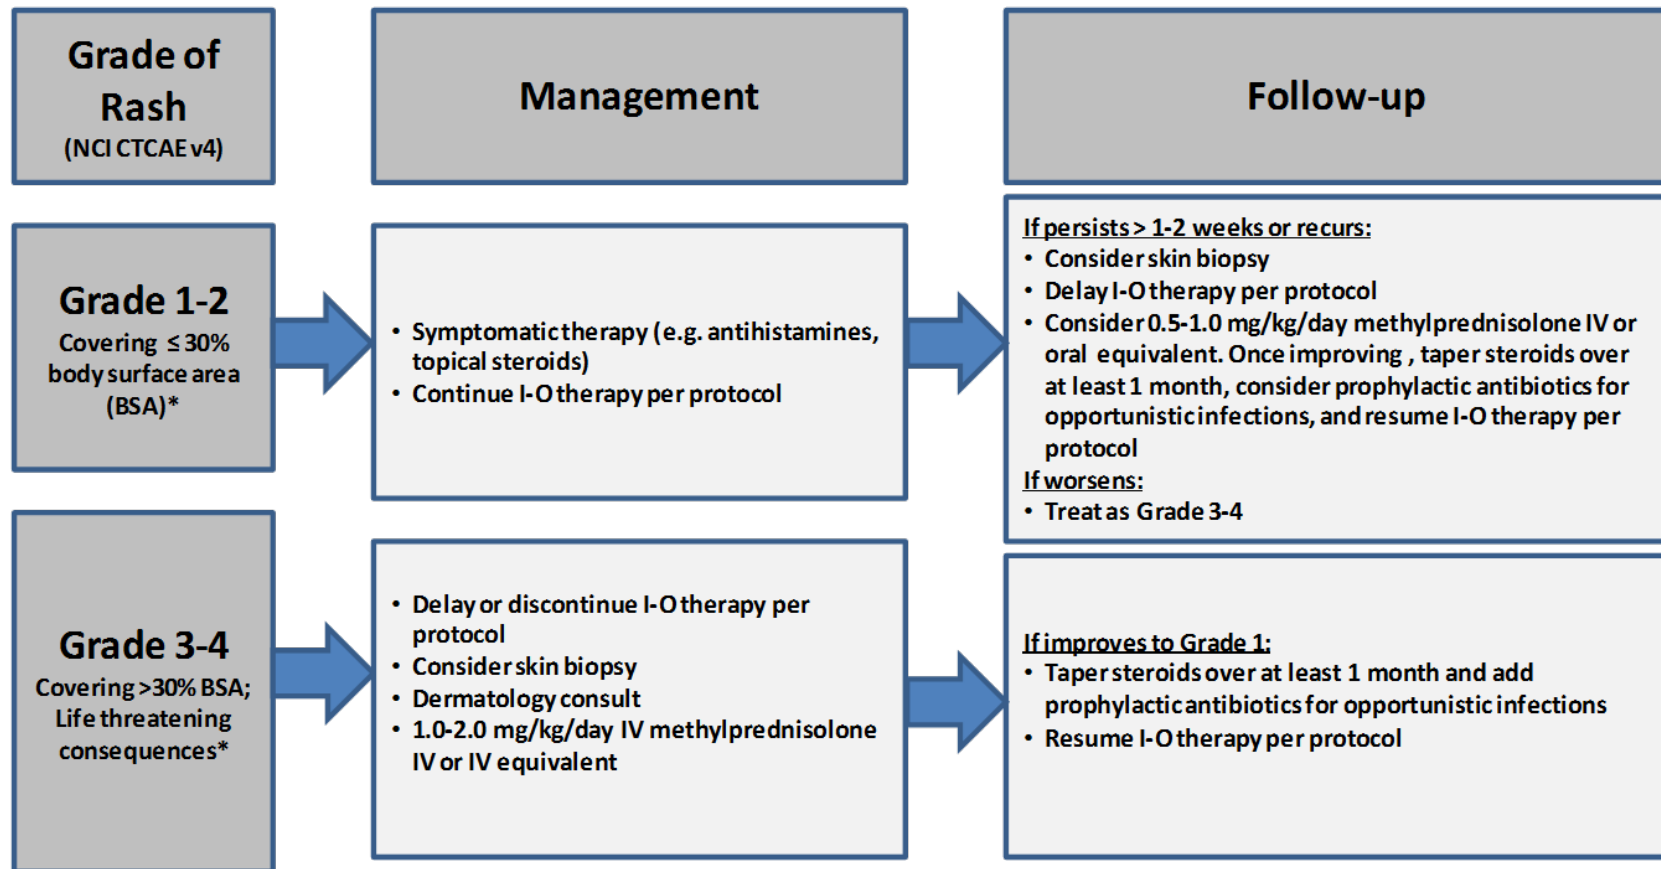 Grade of
Rash
(NCI CTCAE v4)
Management
Follow-up
Grade 1-2
Covering ≤ 30%
body surface area
(BSA)*
• Symptomatic therapy (e.g. antihistamines,
topical steroids)
• Continue I-O therapy per protocol
If persists > 1-2 weeks or recurs:
• Consider skin biopsy
• Delay I-O therapy per protocol
• Consider 0.5-1.0 mg/kg/day methylprednisolone IV or
oral equivalent. Once improving , taper steroids over
at least 1 month, consider prophylactic antibiotics for
opportunistic infections, and resume I-O therapy per
protocol
If worsens:
• Treat as Grade 3-4
Grade 3-4
Covering >30% BSA;
Life threatening
consequences*
• Delay or discontinue I-O therapy per
protocol
• Consider skin biopsy
• Dermatology consult
• 1.0-2.0 mg/kg/day IV methylprednisolone
IV or IV equivalent
If improves to Grade 1:
• Taper steroids over at least 1 month and add
prophylactic antibiotics for opportunistic infections
• Resume I-O therapy per protocol